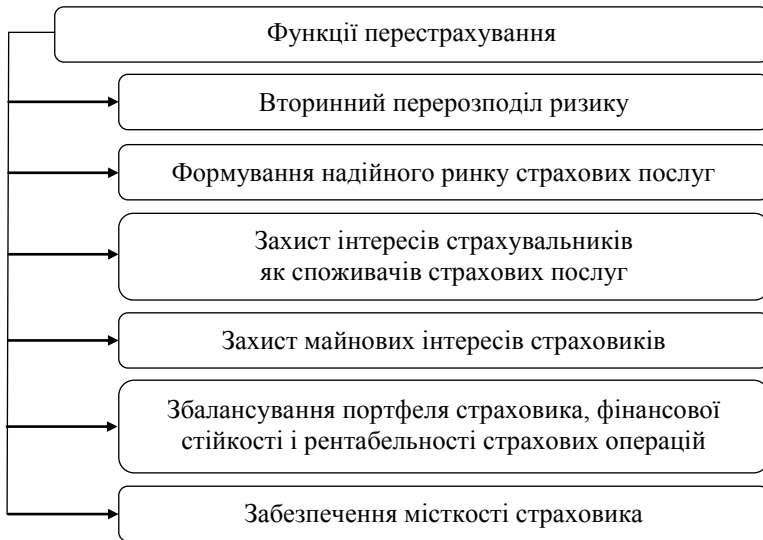 Функції перестрахування
Вторинний перерозподіл ризику
Формування надійного ринку страхових послуг
Захист інтересів страхувальників
як споживачів страхових послуг
Захист майнових інтересів страховиків
Збалансування портфеля страховика, фінансової
стійкості і рентабельності страхових операцій
Забезпечення місткості страховика